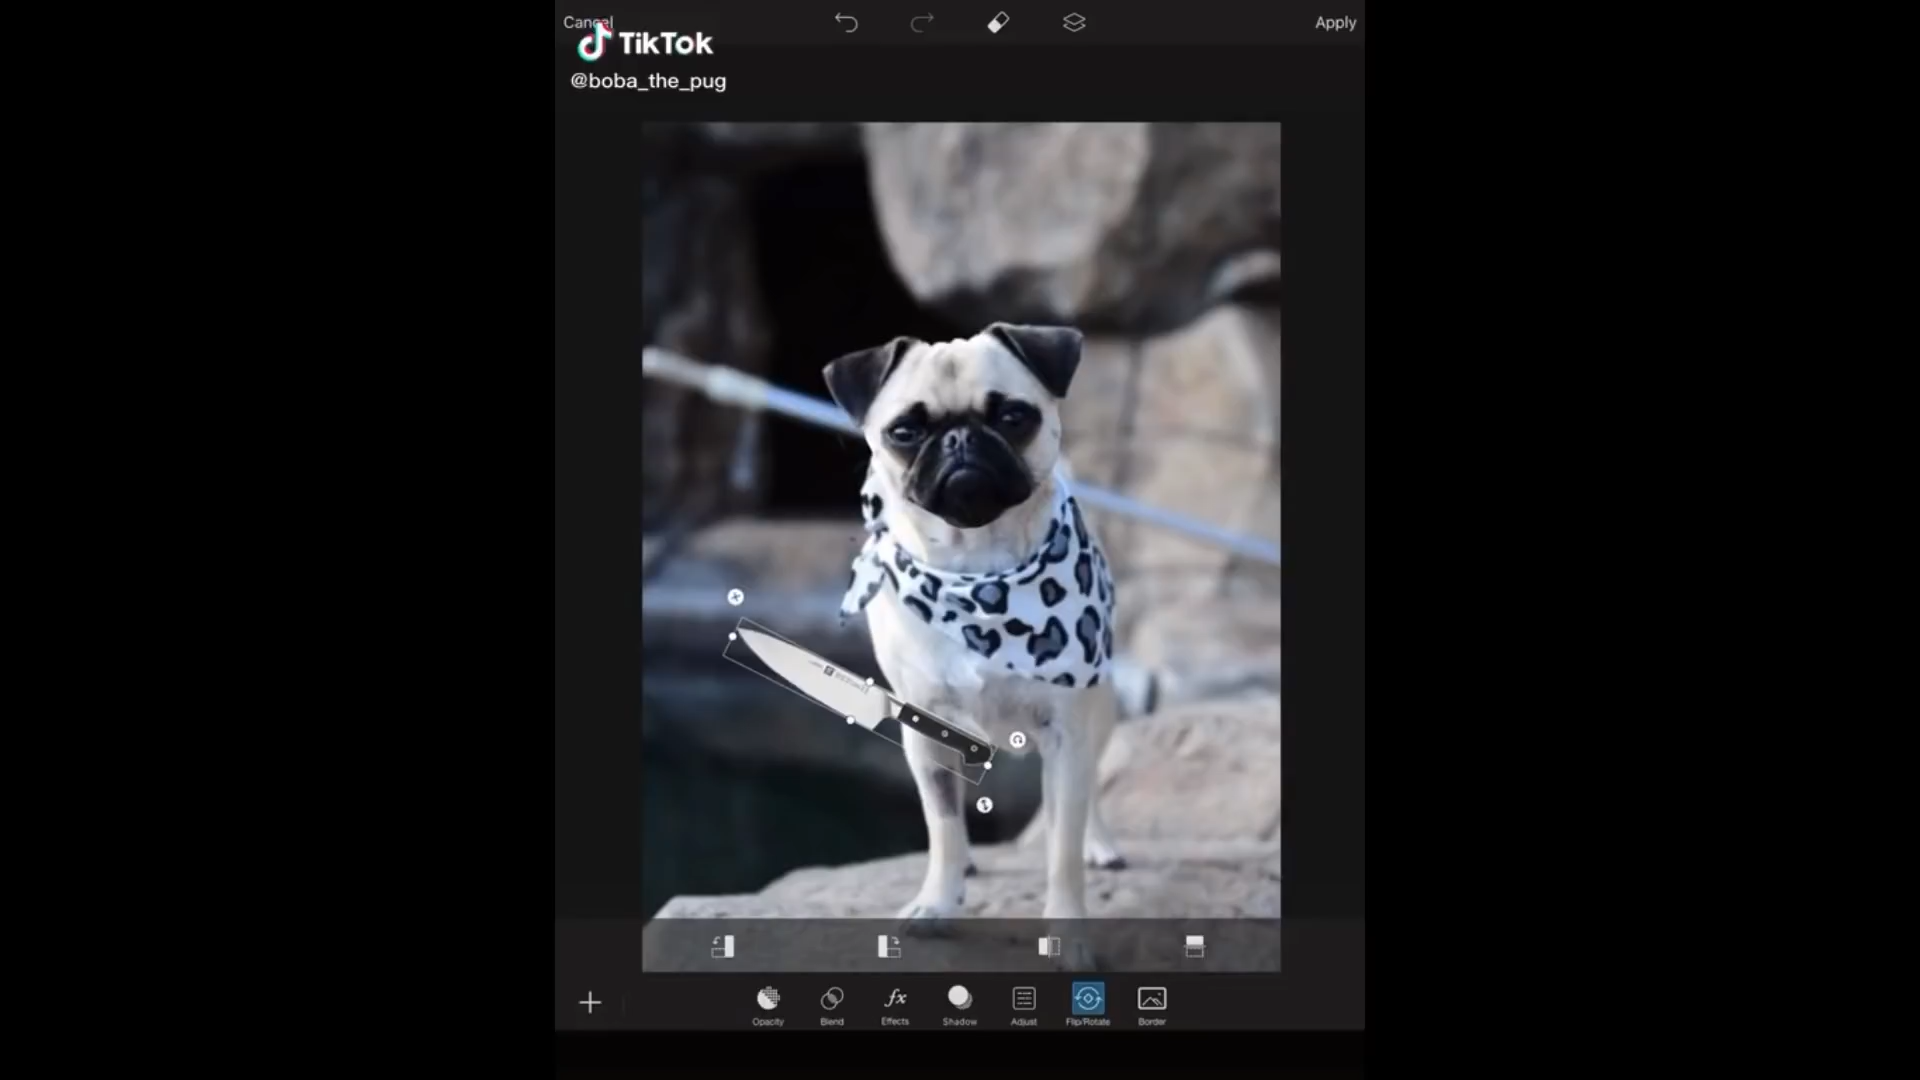 Cancel
Apply
TikTok
@boba_the_pug
Opacity
Blend
fx
Effects
Shadow
Adjust
Flip/Rotate
Border